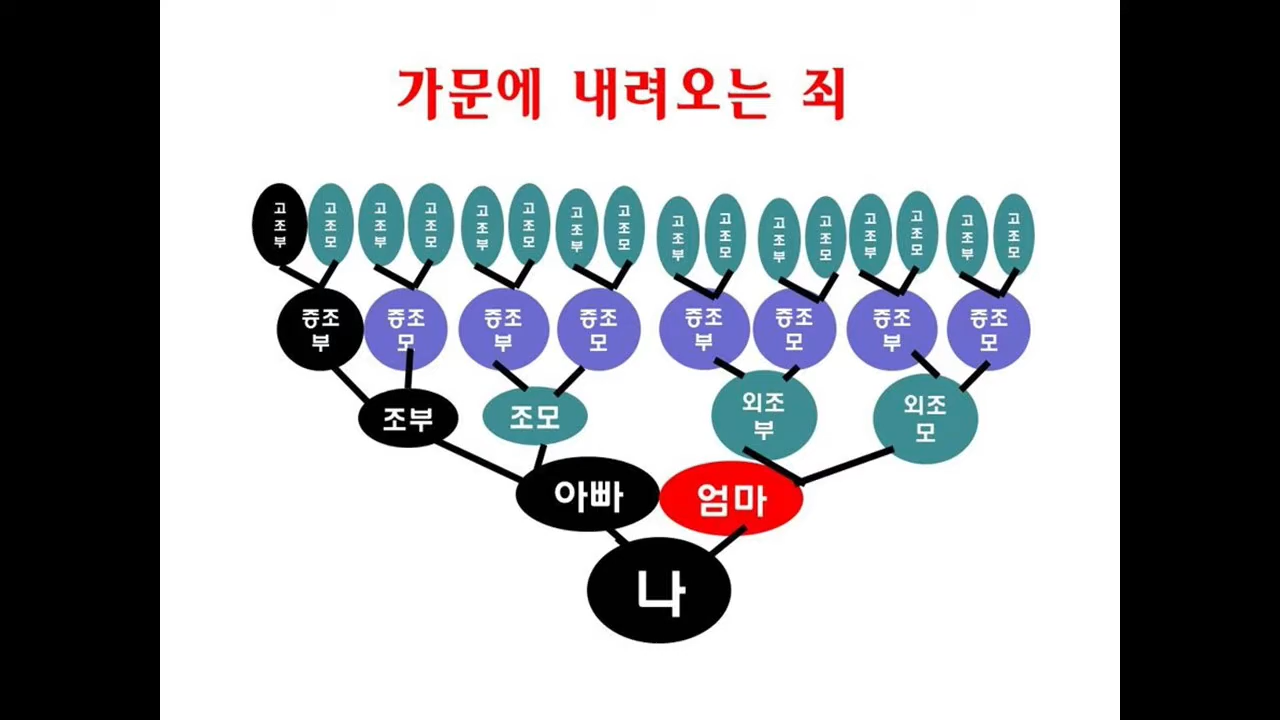 가문에 내려오는 죄
고조부
고조모
고조부
고조모
고조부
고조모
고조부
고조모
고조부
고조모
고조부
고조모
고조부
고조모
고조부
고조모
증조
부
증조
모
증조
부
증조
모
증조
부
증조
모
증조
부
증조
모
조부
조모
외조
부
외조
모
아빠
엄마
나